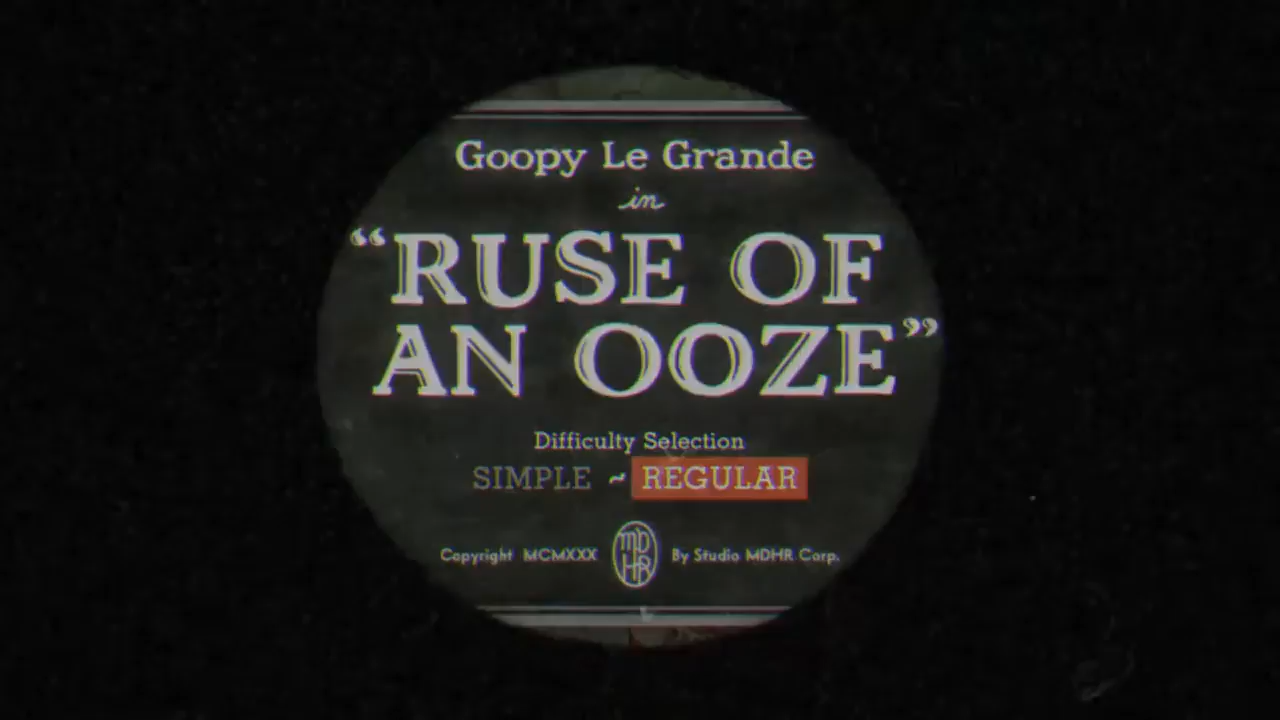 Goopy Le Grande
in
“RUSE OF
AN OOZE”
Difficulty Selection
SIMPLE ~ REGULAR
Copyright MCMXXX MDHR By Studio MDHR Corp.